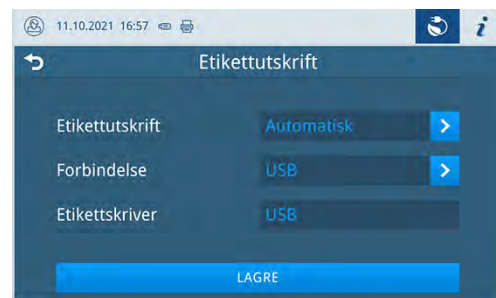 11.10.2021 16:57
i
Etikettutskrift
Etikettutskrift Automatisk
Forbindelse USB
Etikettskriver USB
LAGRE